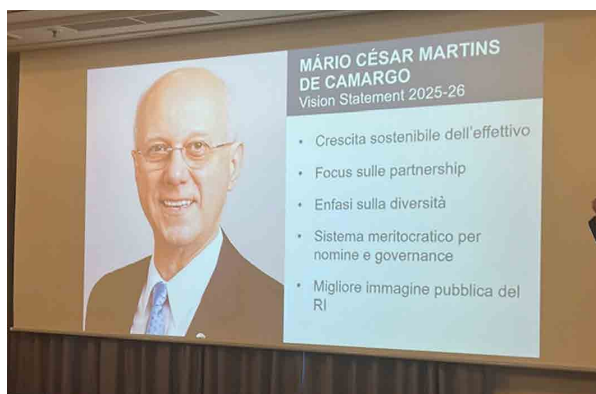 MÁRIO CÉSAR MARTINS
DE CAMARGO
Vision Statement 2025-26
• Crescita sostenibile dell'effettivo
• Focus sulle partnership
• Enfasi sulla diversità
• Sistema meritocratico per
nomine e governance
• Migliore immagine pubblica del
RI